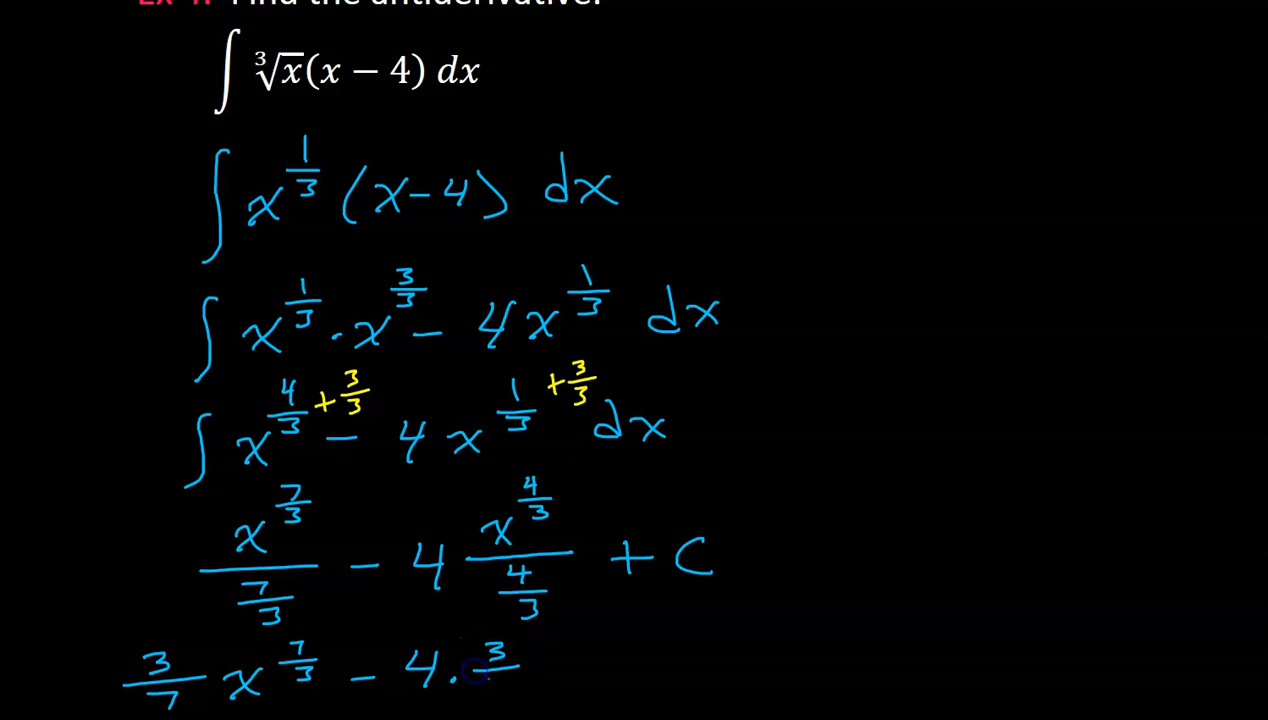 Ex 4: Find the antiderivative.
∫ ∛x(x − 4) dx
∫ x^(1/3) (x − 4) dx
∫ x^(1/3) · x^(3/3) − 4x^(1/3) dx
∫ x^(4/3 + 3/3) − 4x^(1/3 + 3/3) dx
x^(7/3) / (7/3) − 4 x^(4/3) / (4/3) + C
3/7 x^(7/3) − 4 · 3/